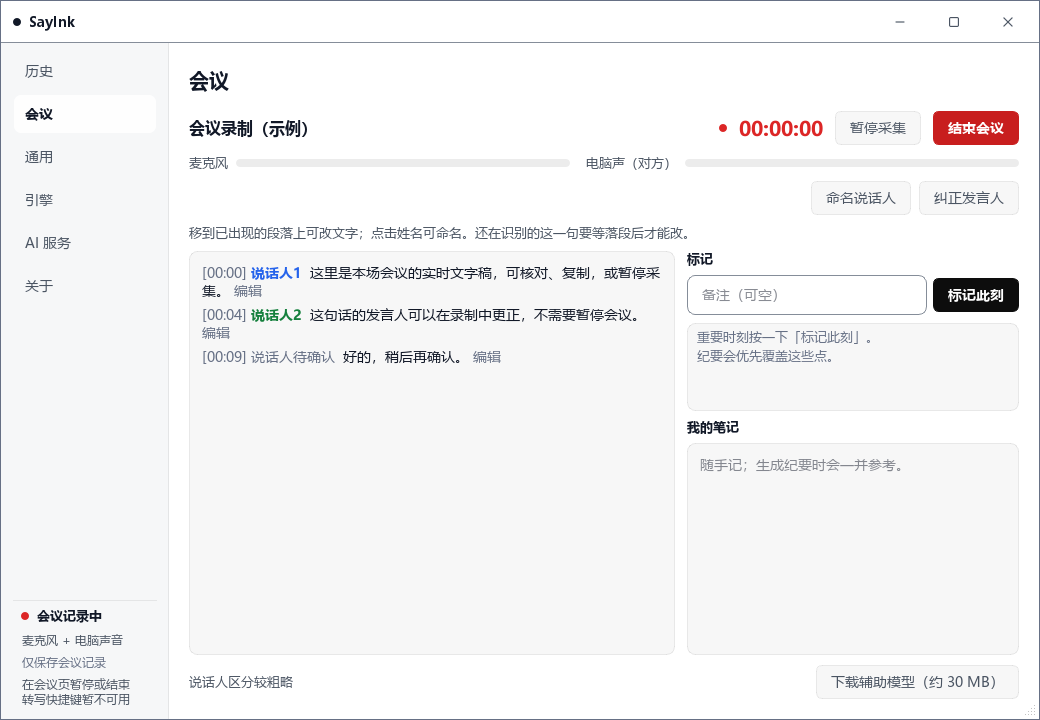 SayInk
历史
会议
通用
引擎
AI 服务
关于
会议记录中
麦克风 + 电脑声音
仅保存会议记录
在会议页暂停或结束
转写快捷键暂不可用
会议
会议录制（示例）
00:00:00
暂停采集
结束会议
麦克风
电脑声（对方）
命名说话人
纠正发言人
移到已出现的段落上可改文字；点击姓名可命名。还在识别的这一句要等落段后才能改。
[00:00] 说话人1 这里是本场会议的实时文字稿，可核对、复制，或暂停采
集。 编辑
[00:04] 说话人2 这句话的发言人可以在录制中更正，不需要暂停会议。
编辑
[00:09] 说话人待确认 好的，稍后再确认。 编辑
标记
备注（可空）
标记此刻
重要时刻按一下「标记此刻」。
纪要会优先覆盖这些点。
我的笔记
随手记；生成纪要时会一并参考。
说话人区分较粗略
下载辅助模型（约 30 MB）